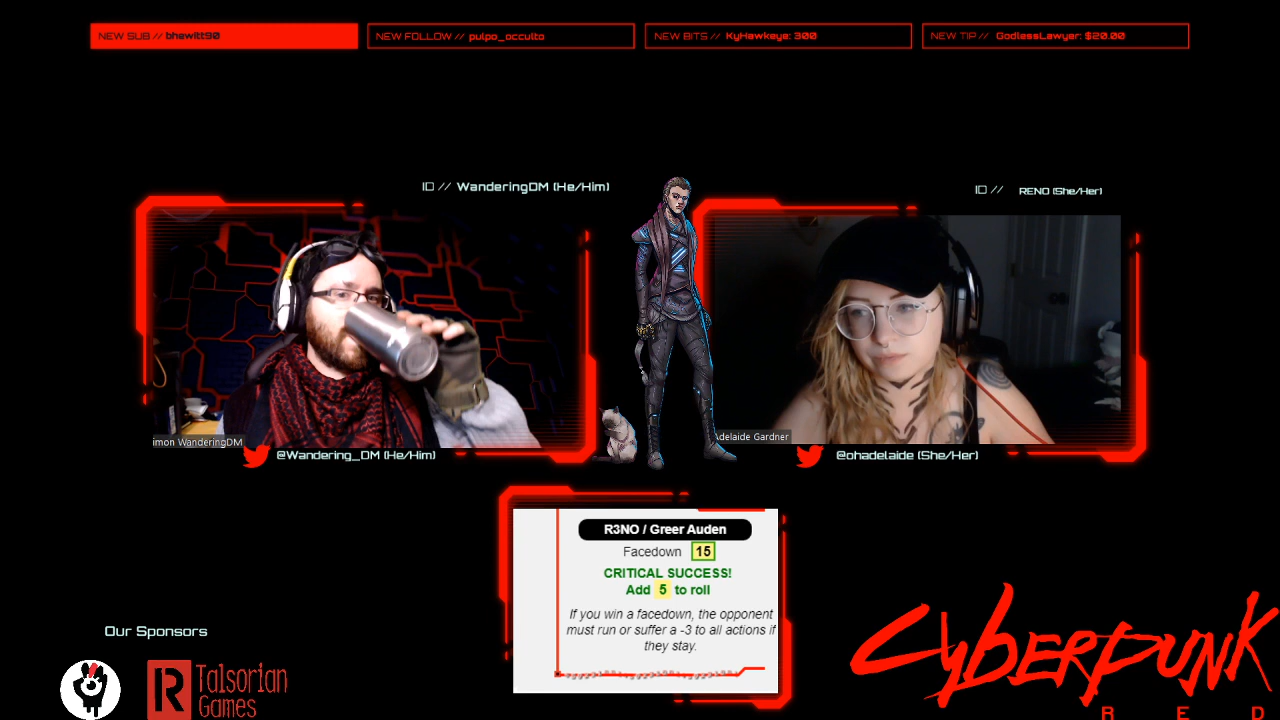 NEW SUB // bhewitt90
NEW FOLLOW // pulpo_occulto
NEW BITS // KyHawkeye: 300
NEW TIP // GodlessLawyer: $20.00
ID // WanderingDM (He/Him)
ID // RENO (She/Her)
imon WanderingDM
Adelaide Gardner
@Wandering_DM (He/Him)
@ohadelaide (She/Her)
R3NO / Greer Auden
Facedown 15
CRITICAL SUCCESS!
Add 5 to roll
If you win a facedown, the opponent
must run or suffer a -3 to all actions if
they stay.
Our Sponsors
R Talsorian
Games
Cyberpunk
RED